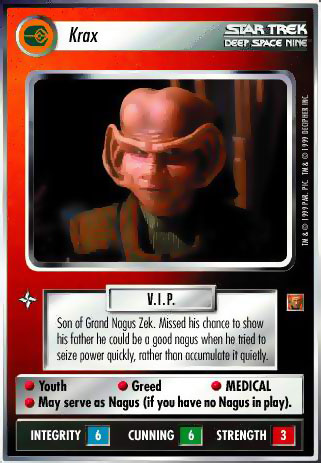 Krax
STAR TREK
DEEP SPACE NINE
TM & © 1999 PAR. PIC. TM & © 1999 DECIPHER INC.
V.I.P.
Son of Grand Nagus Zek. Missed his chance to show
his father he could be a good nagus when he tried to
seize power quickly, rather than accumulate it quietly.
Youth Greed MEDICAL
May serve as Nagus (if you have no Nagus in play).
INTEGRITY 6 CUNNING 6 STRENGTH 3